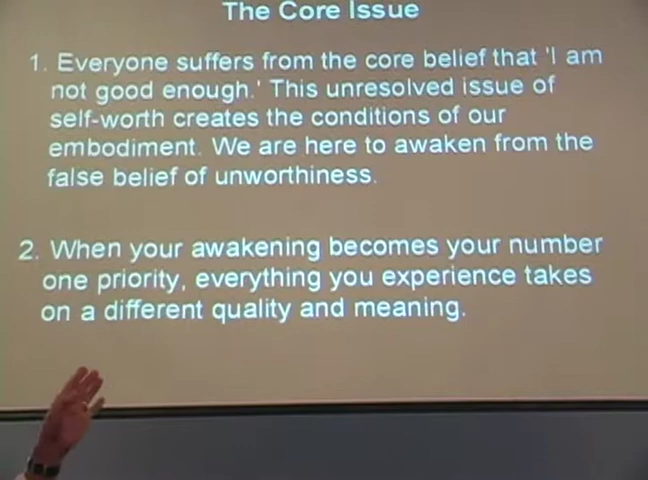 The Core Issue
1. Everyone suffers from the core belief that 'I am
not good enough.' This unresolved issue of
self-worth creates the conditions of our
embodiment. We are here to awaken from the
false belief of unworthiness.
2. When your awakening becomes your number
one priority, everything you experience takes
on a different quality and meaning.